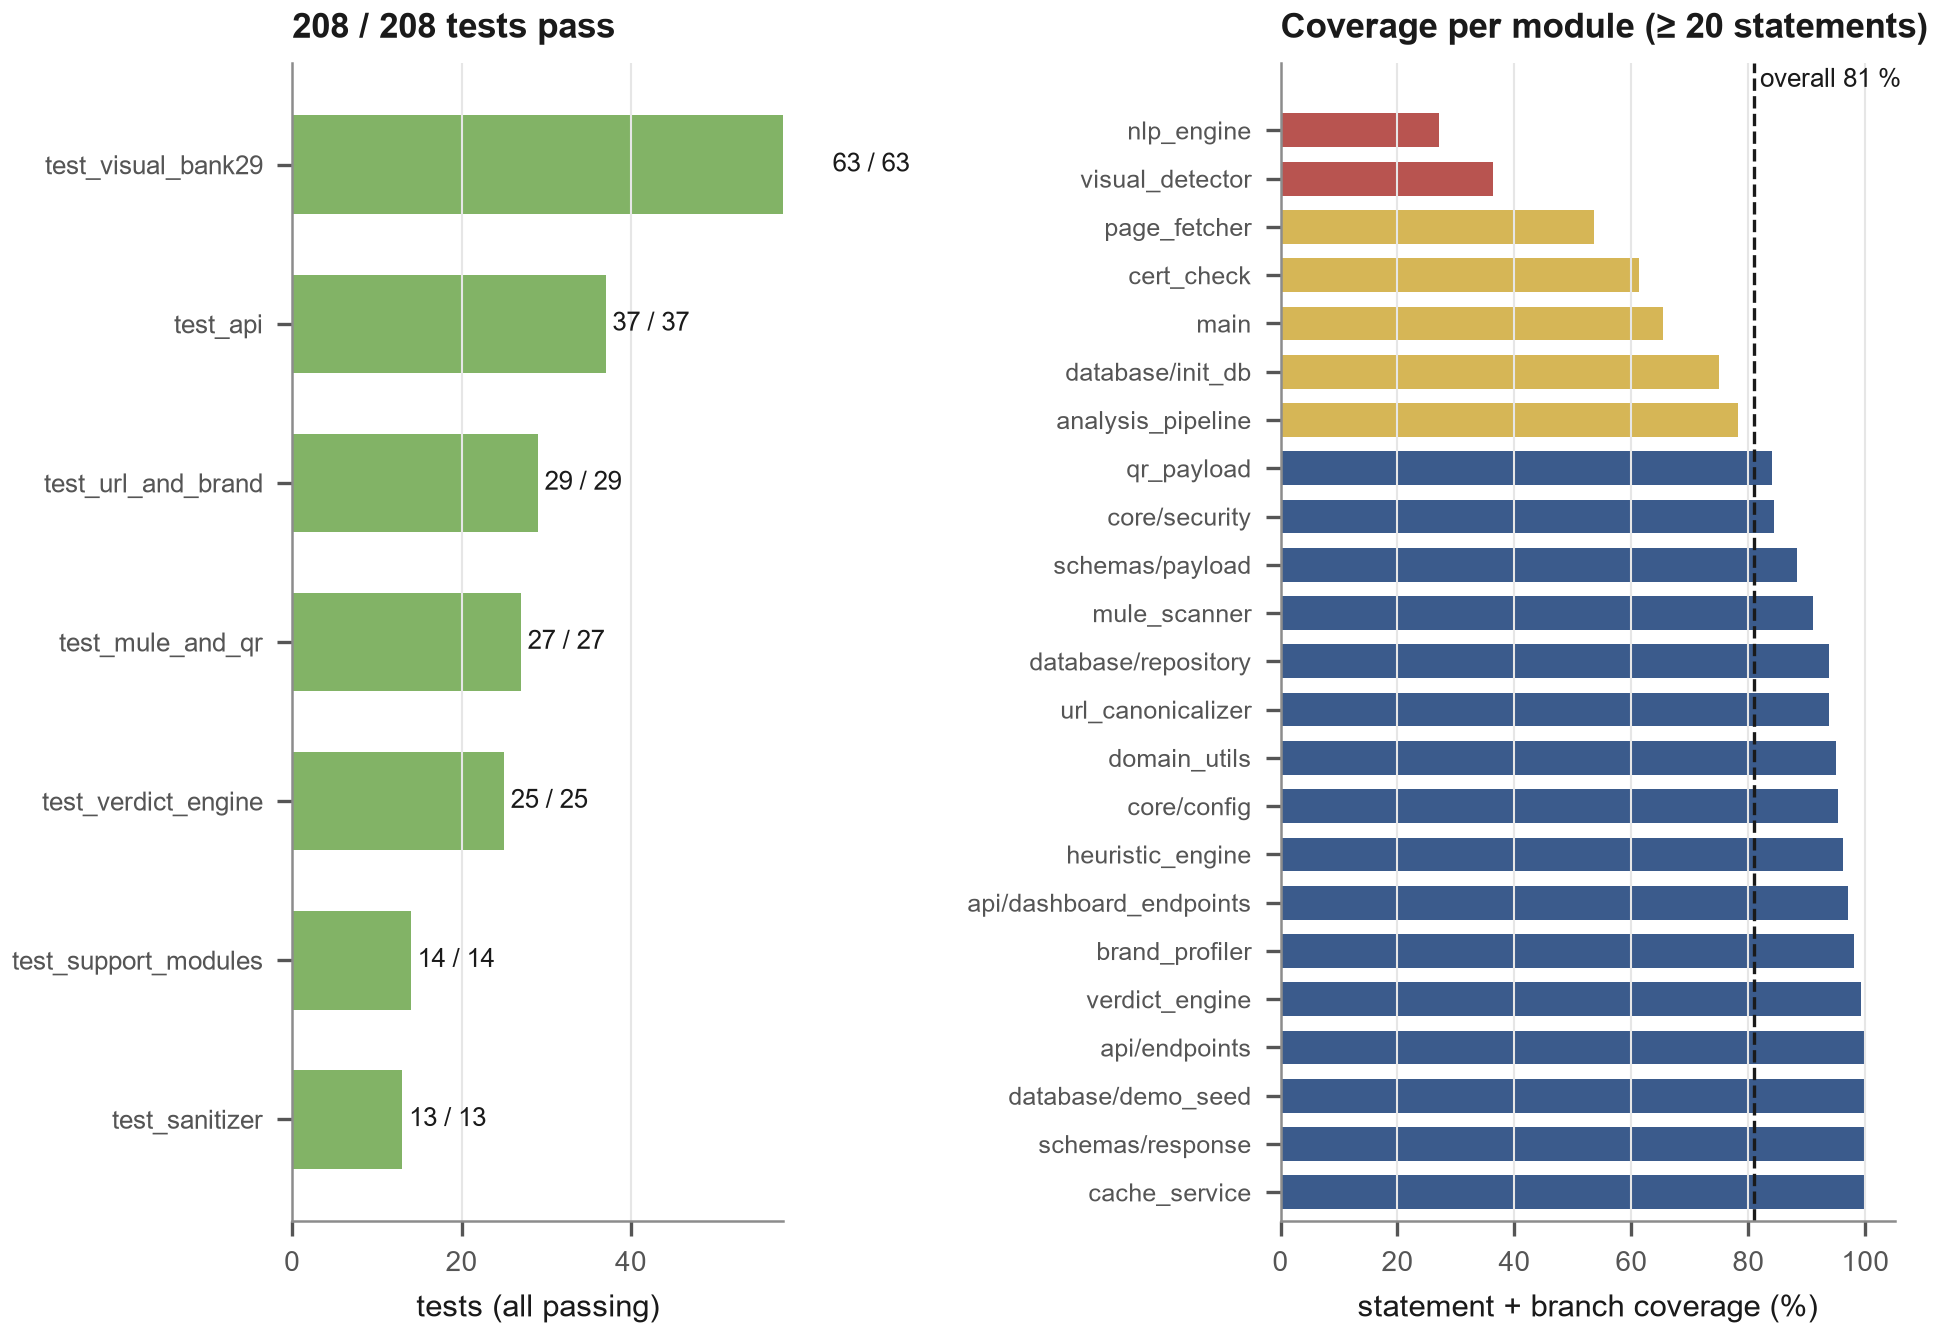 208 / 208 tests pass
test_visual_bank29
63 / 63
test_api
37 / 37
test_url_and_brand
29 / 29
test_mule_and_qr
27 / 27
test_verdict_engine
25 / 25
test_support_modules
14 / 14
test_sanitizer
13 / 13
0 20 40
tests (all passing)
Coverage per module (≥ 20 statements)
overall 81 %
nlp_engine
visual_detector
page_fetcher
cert_check
main
database/init_db
analysis_pipeline
qr_payload
core/security
schemas/payload
mule_scanner
database/repository
url_canonicalizer
domain_utils
core/config
heuristic_engine
api/dashboard_endpoints
brand_profiler
verdict_engine
api/endpoints
database/demo_seed
schemas/response
cache_service
0 20 40 60 80 100
statement + branch coverage (%)